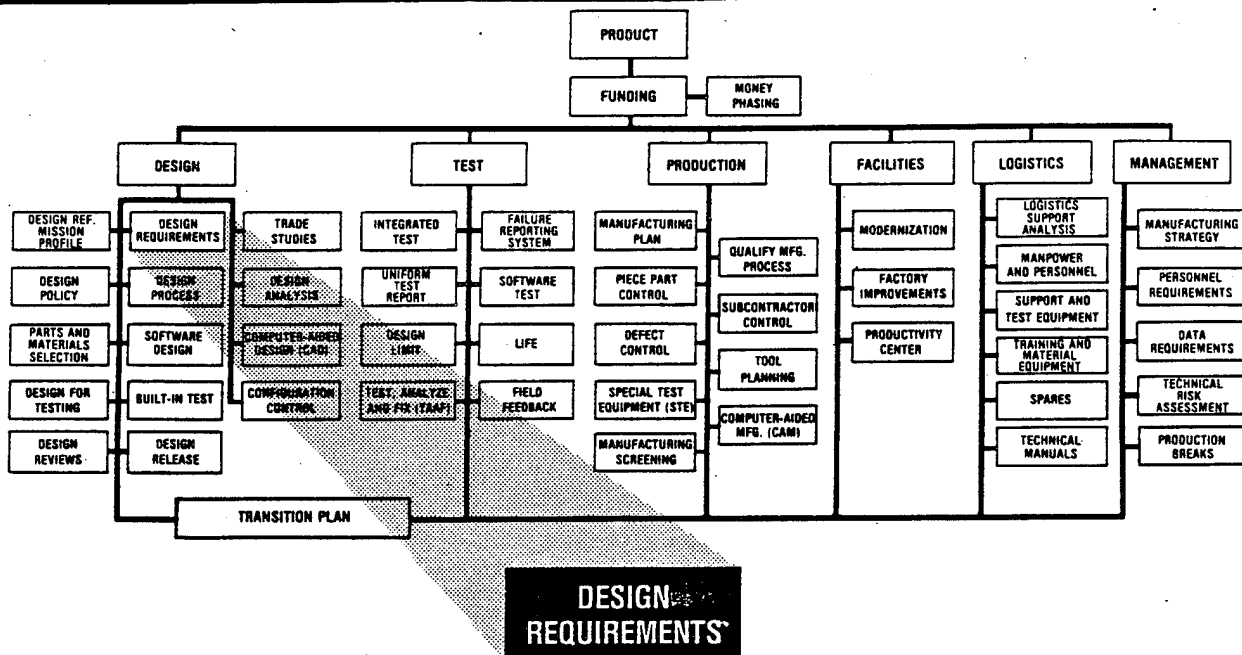 PRODUCT
FUNDING
MONEY
PHASING
DESIGN
TEST
PRODUCTION
FACILITIES
LOGISTICS
MANAGEMENT
DESIGN REF.
MISSION
PROFILE
DESIGN
POLICY
PARTS AND
MATERIALS
SELECTION
DESIGN FOR
TESTING
DESIGN
REVIEWS
DESIGN
REQUIREMENTS
DESIGN
PROCESS
SOFTWARE
DESIGN
BUILT-IN TEST
DESIGN
RELEASE
TRADE
STUDIES
DESIGN
ANALYSIS
COMPUTER-AIDED
DESIGN (CAD)
CONFIGURATION
CONTROL
INTEGRATED
TEST
UNIFORM
TEST
REPORT
DESIGN
LIMIT
TEST, ANALYZE
AND FIX (TAAF)
FAILURE
REPORTING
SYSTEM
SOFTWARE
TEST
LIFE
FIELD
FEEDBACK
MANUFACTURING
PLAN
PIECE PART
CONTROL
DEFECT
CONTROL
SPECIAL TEST
EQUIPMENT (STE)
MANUFACTURING
SCREENING
QUALIFY MFG.
PROCESS
SUBCONTRACTOR
CONTROL
TOOL
PLANNING
COMPUTER-AIDED
MFG. (CAM)
MODERNIZATION
FACTORY
IMPROVEMENTS
PRODUCTIVITY
CENTER
LOGISTICS
SUPPORT
ANALYSIS
MANPOWER
AND PERSONNEL
SUPPORT AND
TEST EQUIPMENT
TRAINING AND
MATERIAL
EQUIPMENT
SPARES
TECHNICAL
MANUALS
MANUFACTURING
STRATEGY
PERSONNEL
REQUIREMENTS
DATA
REQUIREMENTS
TECHNICAL
RISK
ASSESSMENT
PRODUCTION
BREAKS
TRANSITION PLAN
DESIGN
REQUIREMENTS